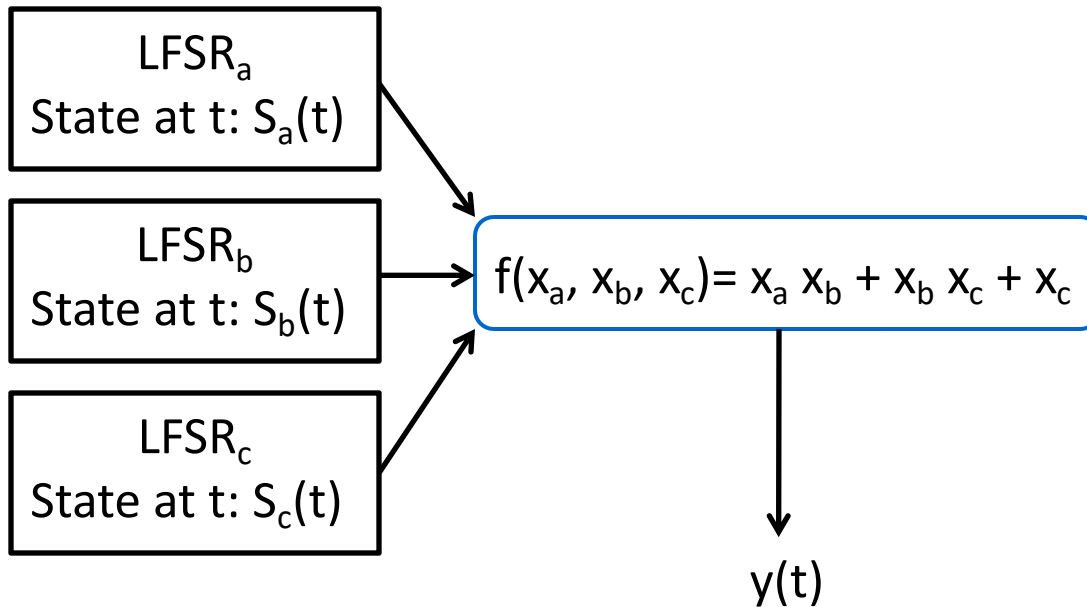 LFSRa
State at t: Sa(t)
LFSRb
State at t: Sb(t)
f(xa, xb, xc)= xa xb + xb xc + xc
LFSRc
State at t: Sc(t)
y(t)